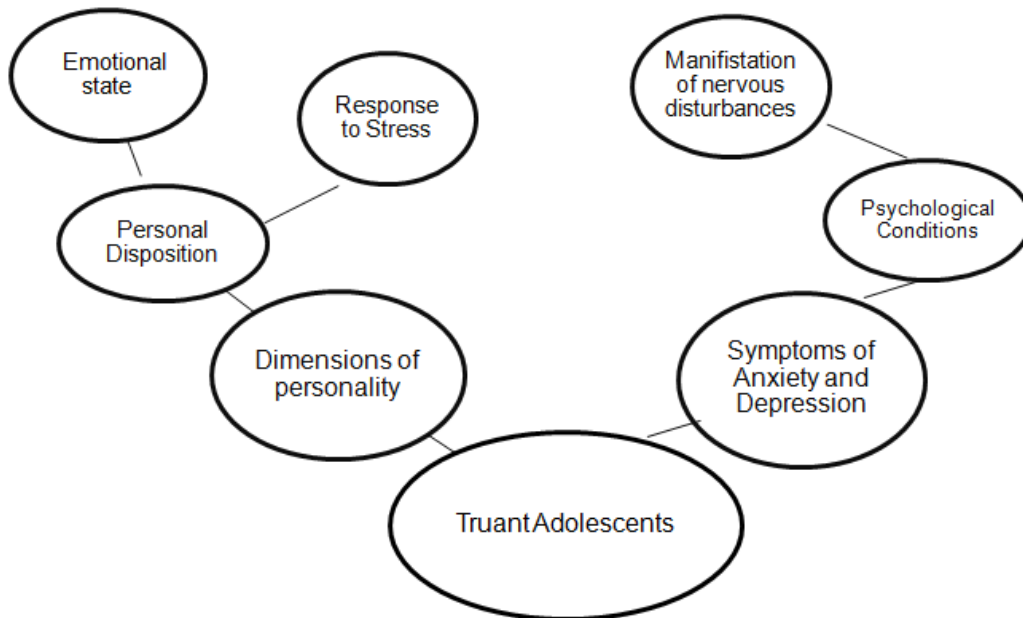 Emotional
state
Response
to Stress
Manifistation
of nervous
disturbances
Personal
Disposition
Psychological
Conditions
Dimensions of
personality
Symptoms of
Anxiety and
Depression
Truant Adolescents